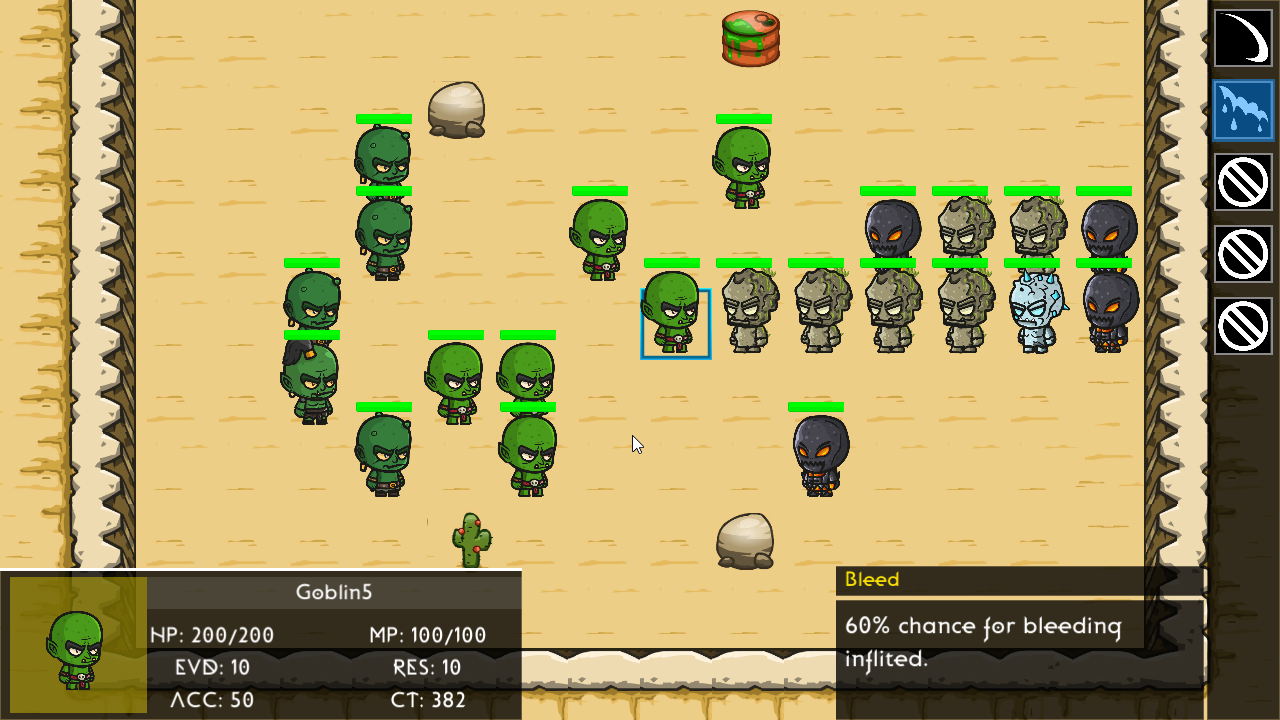 Goblin5
HP: 200/200 MP: 100/100
EVD: 10 RES: 10
ACC: 50 CT: 382
Bleed
60% chance for bleeding
inflited.